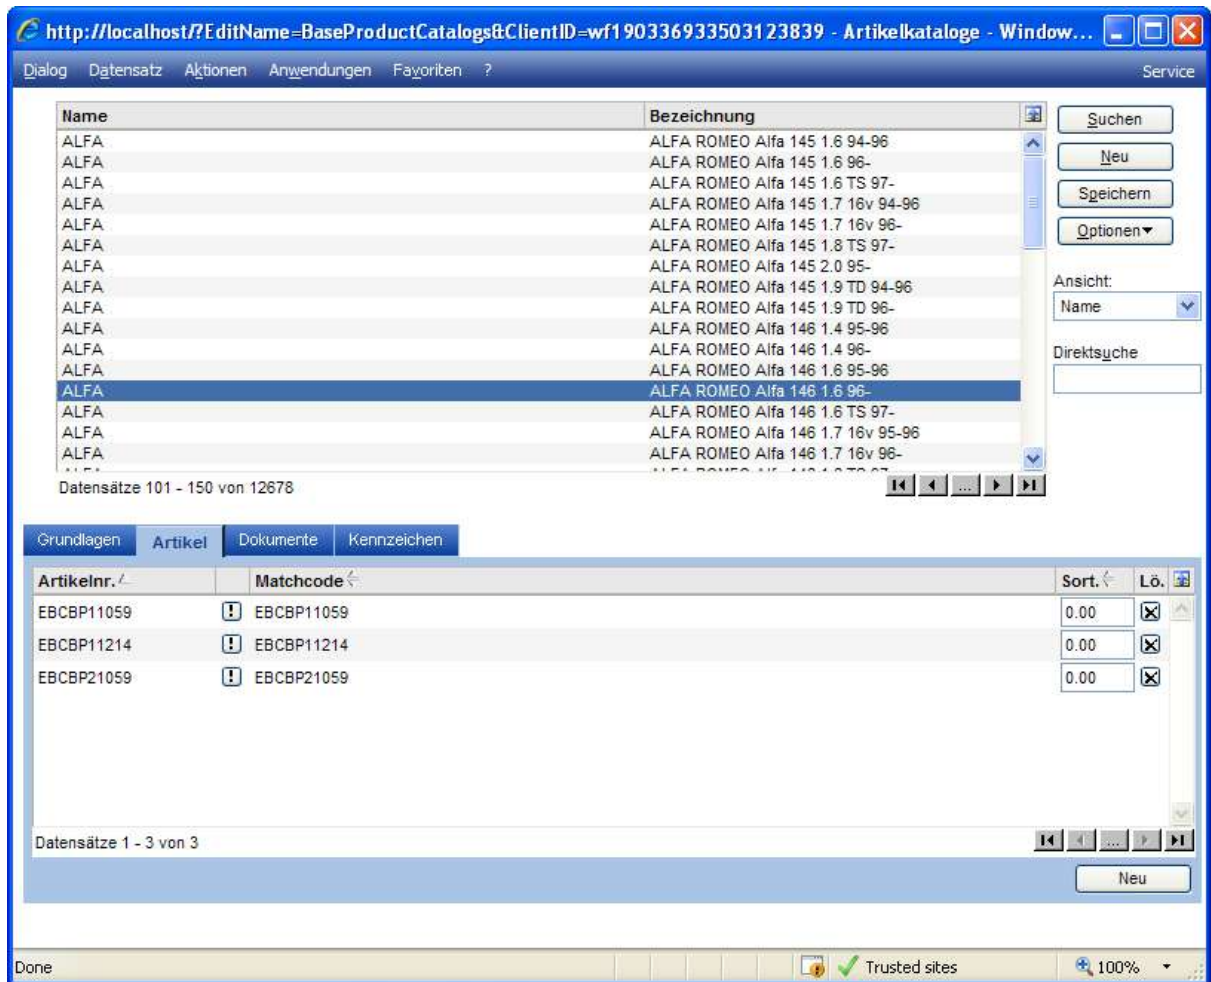 http://localhost/?EditName=BaseProductCatalogs&ClientID=wf1903369335031​23839 - Artikelkataloge - Window...
Dialog Datensatz Aktionen Anwendungen Favoriten ? Service
Name Bezeichnung
ALFA ALFA ROMEO Alfa 145 1.6 94-96
ALFA ALFA ROMEO Alfa 145 1.6 96-
ALFA ALFA ROMEO Alfa 145 1.6 TS 97-
ALFA ALFA ROMEO Alfa 145 1.7 16v 94-96
ALFA ALFA ROMEO Alfa 145 1.7 16v 96-
ALFA ALFA ROMEO Alfa 145 1.8 TS 97-
ALFA ALFA ROMEO Alfa 145 2.0 95-
ALFA ALFA ROMEO Alfa 145 1.9 TD 94-96
ALFA ALFA ROMEO Alfa 145 1.9 TD 96-
ALFA ALFA ROMEO Alfa 146 1.4 95-96
ALFA ALFA ROMEO Alfa 146 1.4 96-
ALFA ALFA ROMEO Alfa 146 1.6 95-96
ALFA ALFA ROMEO Alfa 146 1.6 96-
ALFA ALFA ROMEO Alfa 146 1.6 TS 97-
ALFA ALFA ROMEO Alfa 146 1.7 16v 95-96
ALFA ALFA ROMEO Alfa 146 1.7 16v 96-
Datensätze 101 - 150 von 12678
...
Suchen
Neu
Speichern
Optionen
Ansicht:
Name
Direktsuche
Grundlagen Artikel Dokumente Kennzeichen
Artikelnr. Matchcode Sort. Lö.
EBCBP11059 ! EBCBP11059 0.00
EBCBP11214 ! EBCBP11214 0.00
EBCBP21059 ! EBCBP21059 0.00
Datensätze 1 - 3 von 3
...
Neu
Done Trusted sites 100%